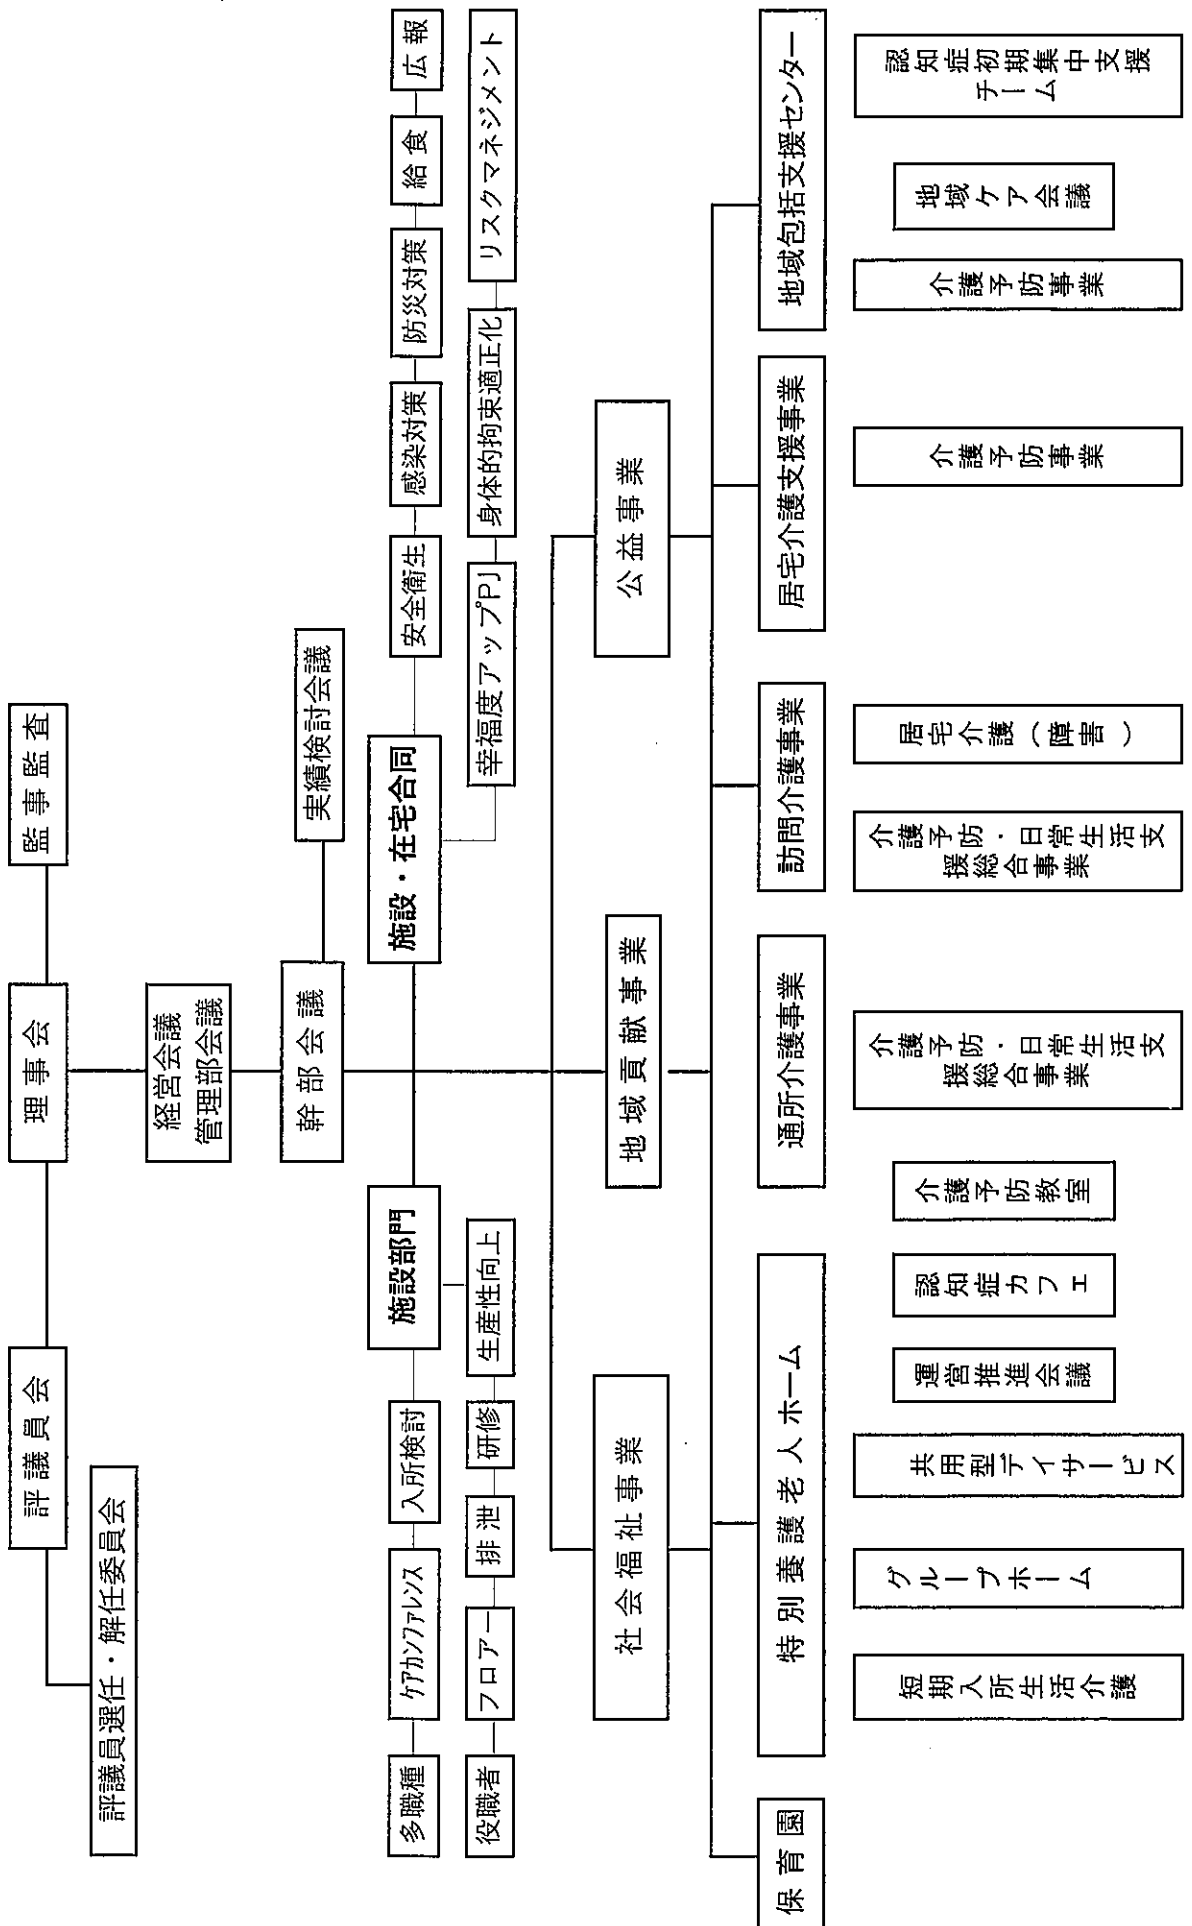 監事監査
理事会
評議員会
評議員選任・解任委員会
経営会議
管理部会議
幹部会議
実績検討会議
施設部門
施設・在宅合同
多職種
ケアカンファレンス
入所検討
安全衛生
感染対策
防災対策
給食
広報
役職者
フロアー
排泄
研修
生産性向上
幸福度アップPJ
身体的拘束適正化
リスクマネジメント
社会福祉事業
地域貢献事業
公益事業
保育園
特別養護老人ホーム
通所介護事業
訪問介護事業
居宅介護支援事業
地域包括支援センター
短期入所生活介護
グループホーム
共用型デイサービス
運営推進会議
認知症カフェ
介護予防教室
介護予防・日常生活支
援総合事業
介護予防・日常生活支
援総合事業
居宅介護（障害）
介護予防事業
介護予防事業
地域ケア会議
認知症初期集中支援
チーム